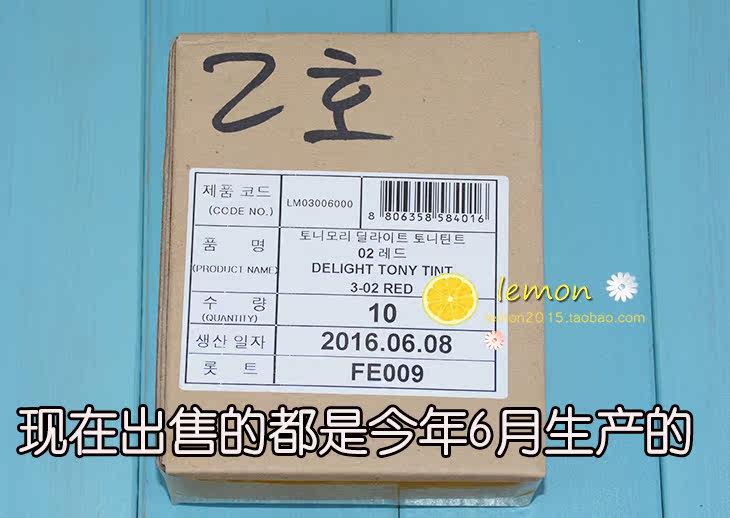 2호
제품 코드
(CODE NO.)
LM03006000
8 806358 584016
품 명
(PRODUCT NAME)
토니모리 딜라이트 토니틴트
02 레드
DELIGHT TONY TINT
3-02 RED
수 량
(QUANTITY)
10
생산 일자
2016.06.08
롯 트
FE009
lemon
lemon2015.taobao.com
现在出售的都是今年6月生产的